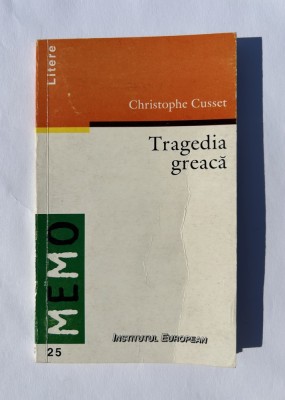 Litere
Christophe Cusset
Tragedia
greacă
MEMO
25
INSTITUTUL EUROPEAN